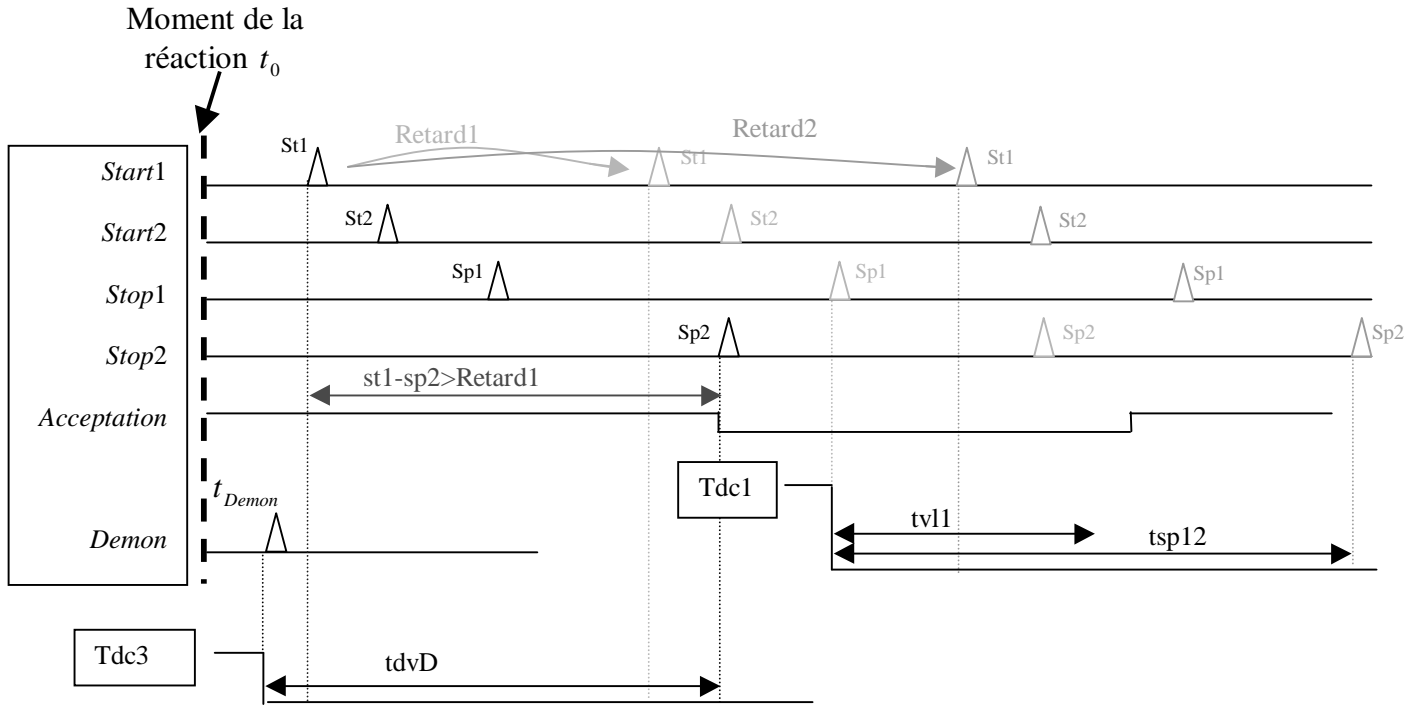 Moment de la
réaction t₀
Start1
St1
Retard1
St1
Retard2
St1
Start2
St2
St2
St2
Stop1
Sp1
Sp1
Sp1
Stop2
Sp2
Sp2
Sp2
st1-sp2>Retard1
Acceptation
Tdc1
tvl1
tsp12
t_Demon
Demon
Tdc3
tdvD